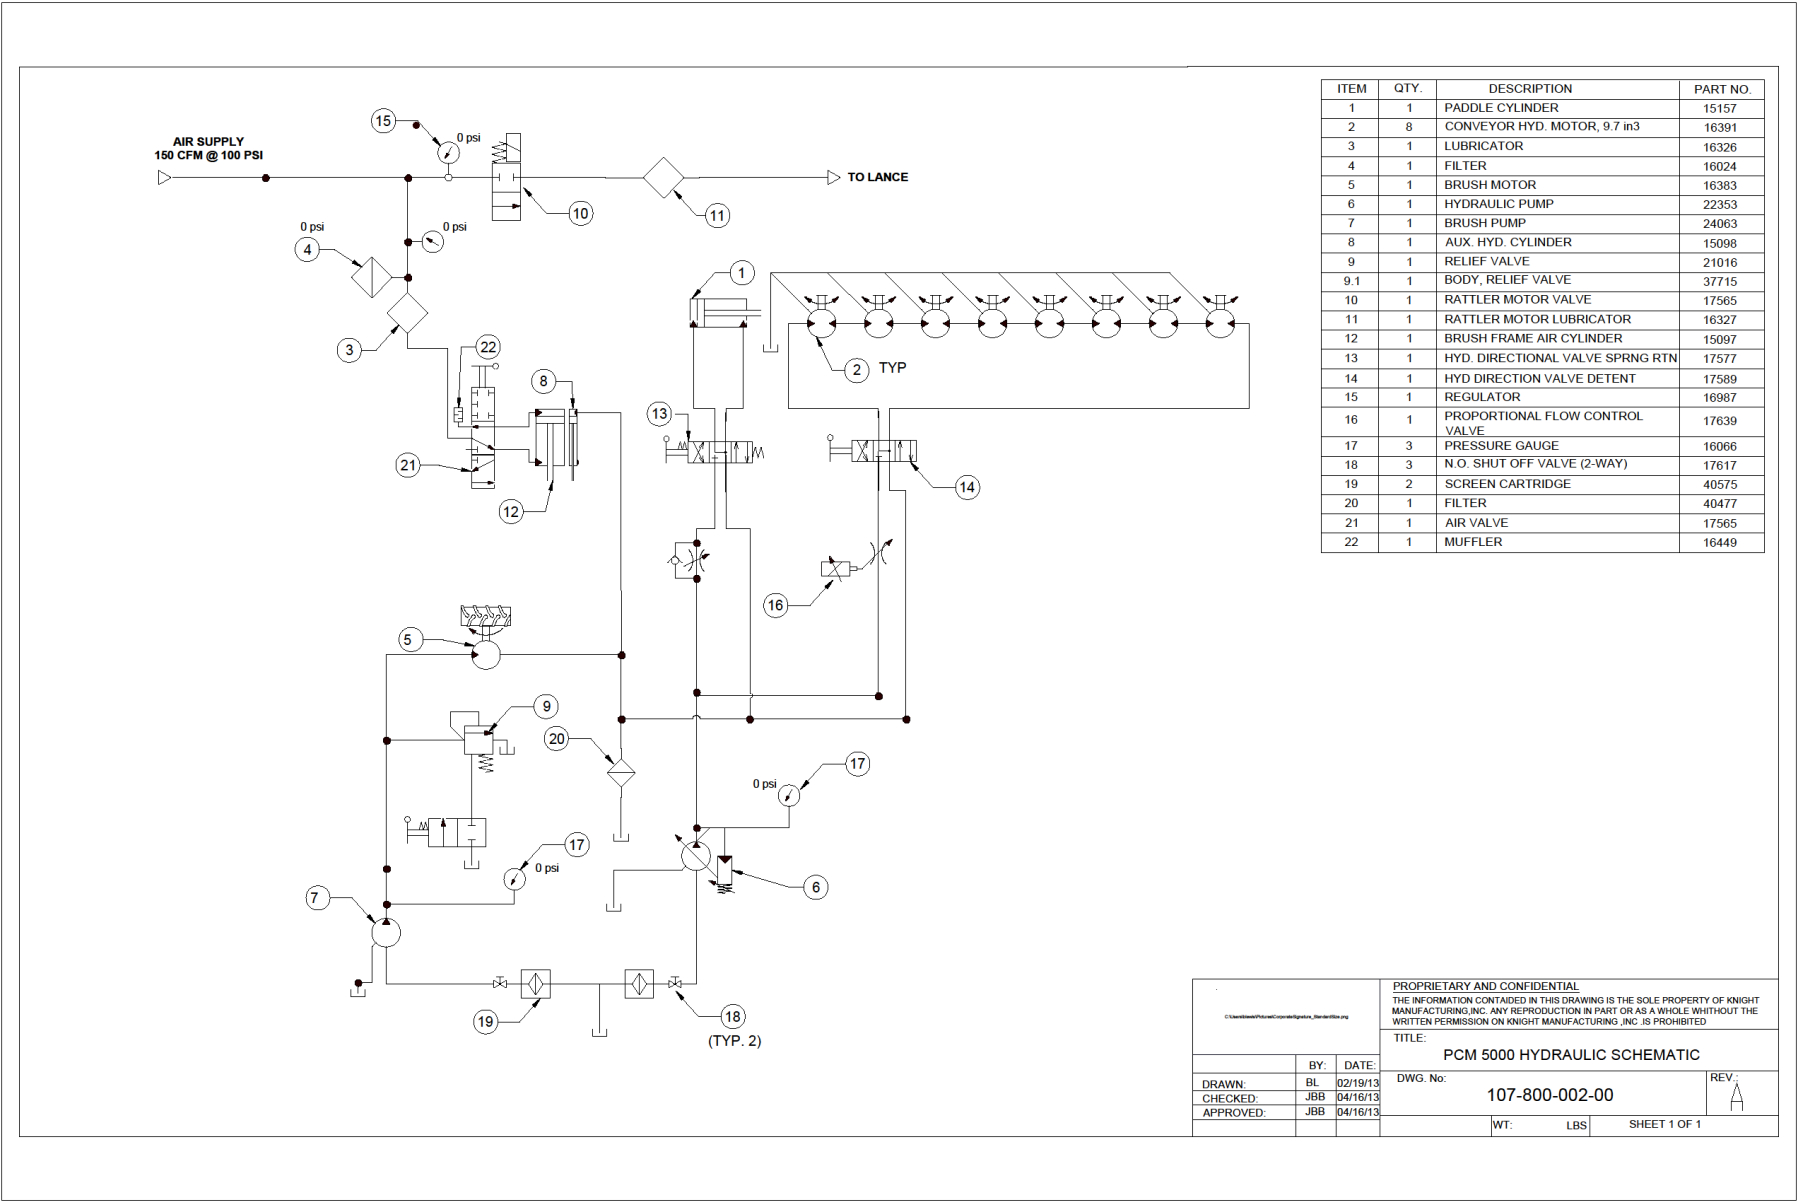 AIR SUPPLY
150 CFM @ 100 PSI
15
0 psi
10
11
TO LANCE
0 psi
0 psi
4
3
22
8
21
12
1
2 TYP
13
14
16
5
9
20
17
0 psi
17
0 psi
6
7
19
18
(TYP. 2)
ITEM QTY. DESCRIPTION PART NO.
1 1 PADDLE CYLINDER 15157
2 8 CONVEYOR HYD. MOTOR, 9.7 in3 16391
3 1 LUBRICATOR 16326
4 1 FILTER 16024
5 1 BRUSH MOTOR 16383
6 1 HYDRAULIC PUMP 22353
7 1 BRUSH PUMP 24063
8 1 AUX. HYD. CYLINDER 15098
9 1 RELIEF VALVE 21016
9.1 1 BODY, RELIEF VALVE 37715
10 1 RATTLER MOTOR VALVE 17565
11 1 RATTLER MOTOR LUBRICATOR 16327
12 1 BRUSH FRAME AIR CYLINDER 15097
13 1 HYD. DIRECTIONAL VALVE SPRNG RTN 17577
14 1 HYD DIRECTION VALVE DETENT 17589
15 1 REGULATOR 16987
16 1 PROPORTIONAL FLOW CONTROL
VALVE 17639
17 3 PRESSURE GAUGE 16066
18 3 N.O. SHUT OFF VALVE (2-WAY) 17617
19 2 SCREEN CARTRIDGE 40575
20 1 FILTER 40477
21 1 AIR VALVE 17565
22 1 MUFFLER 16449
PROPRIETARY AND CONFIDENTIAL
THE INFORMATION CONTAIDED IN THIS DRAWING IS THE SOLE PROPERTY OF KNIGHT
MANUFACTURING,INC. ANY REPRODUCTION IN PART OR AS A WHOLE WHITHOUT THE
WRITTEN PERMISSION ON KNIGHT MANUFACTURING ,INC .IS PROHIBITED
TITLE:
PCM 5000 HYDRAULIC SCHEMATIC
BY: DATE:
DRAWN: BL 02/19/13
CHECKED: JBB 04/16/13
APPROVED: JBB 04/16/13
DWG. No:
107-800-002-00
REV.:
A
WT: LBS
SHEET 1 OF 1